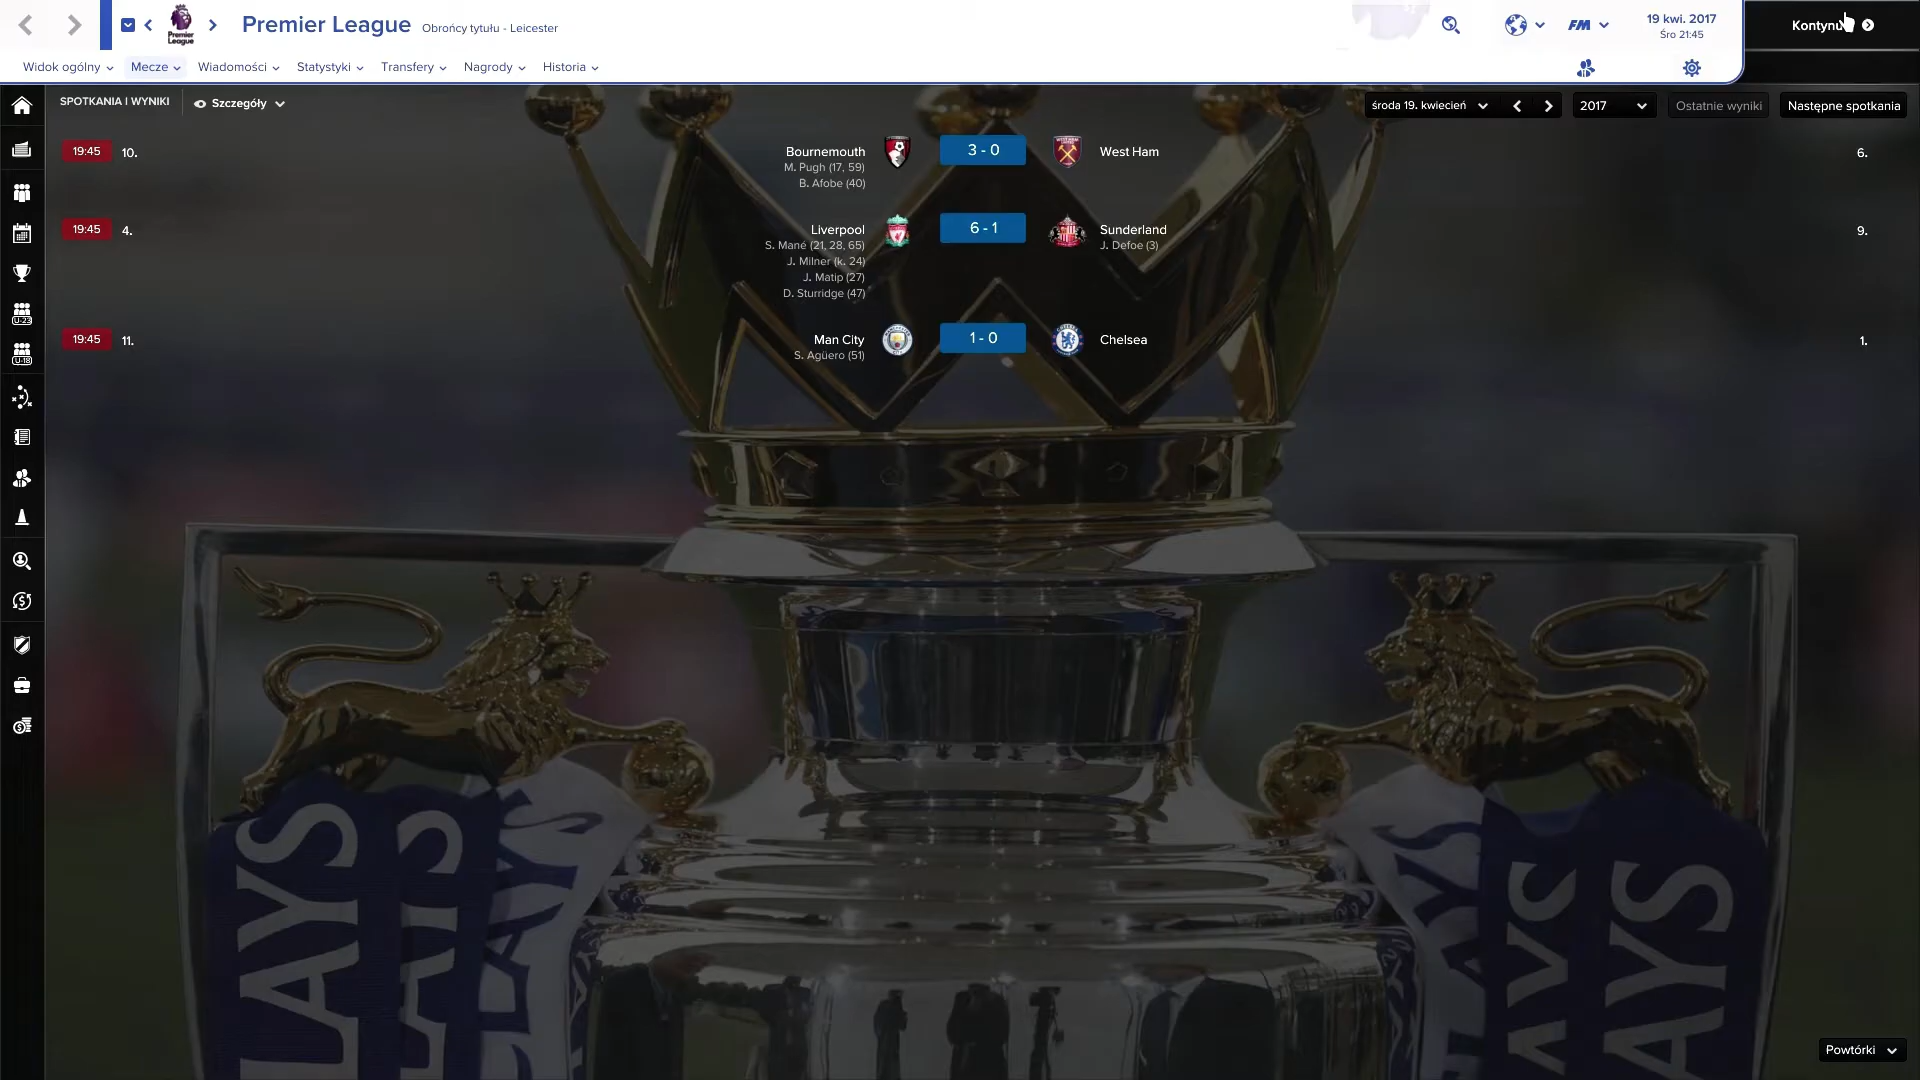 Premier League
Obrońcy tytułu - Leicester
19 kwi. 2017
Śro 21:45
FM
Widok ogólny
Mecze
Wiadomości
Statystyki
Transfery
Nagrody
Historia
SPOTKANIA I WYNIKI
Szczegóły
środa 19. kwiecień
2017
Ostatnie wyniki
Następne spotkania
19:45 10. Bournemouth 3 - 0 West Ham 6.
M. Pugh (17, 59)
B. Afobe (40)
19:45 4. Liverpool 6 - 1 Sunderland 9.
S. Mané (21, 28, 65) J. Defoe (3)
J. Milner (k. 24)
J. Matip (27)
D. Sturridge (47)
19:45 11. Man City 1 - 0 Chelsea 1.
S. Agüero (51)
U-23
U-18
Powtórki